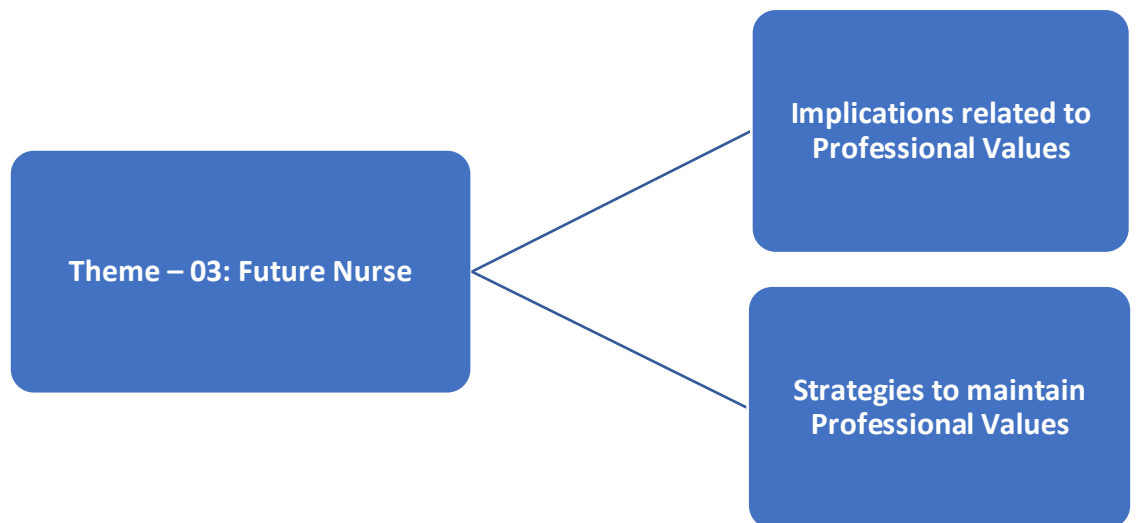 Theme – 03: Future Nurse
Implications related to
Professional Values
Strategies to maintain
Professional Values